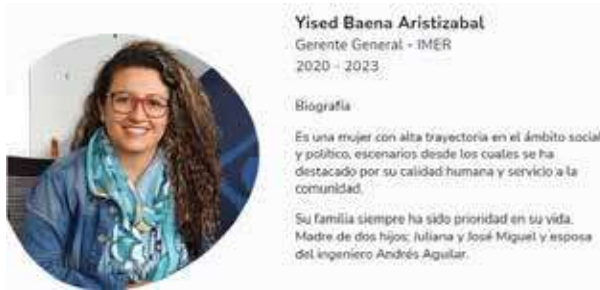 Yised Baena Aristizabal
Gerente General - IMER
2020 - 2023
Biografía
Es una mujer con alta trayectoria en el ámbito social
y político, escenarios desde los cuales se ha
destacado por su calidad humana y servicio a la
comunidad.
Su familia siempre ha sido prioridad en su vida.
Madre de dos hijos; Juliana y José Miguel y esposa
del ingeniero Andrés Aguilar.